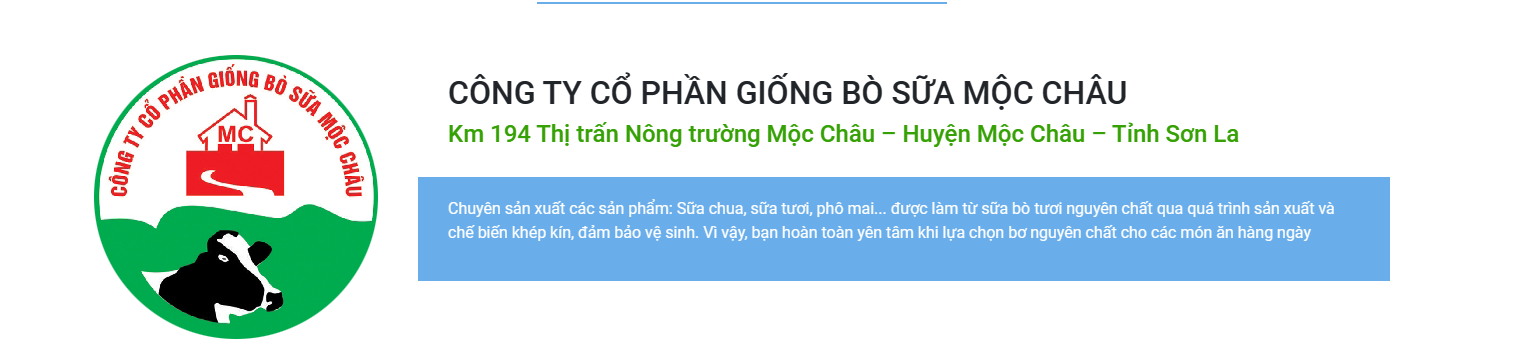 CÔNG TY CỔ PHẦN GIỐNG BÒ SỮA MỘC CHÂU
MC
CÔNG TY CỔ PHẦN GIỐNG BÒ SỮA MỘC CHÂU
Km 194 Thị trấn Nông trường Mộc Châu – Huyện Mộc Châu – Tỉnh Sơn La
Chuyên sản xuất các sản phẩm: Sữa chua, sữa tươi, phô mai... được làm từ sữa bò tươi nguyên chất qua quá trình sản xuất và
chế biến khép kín, đảm bảo vệ sinh. Vì vậy, bạn hoàn toàn yên tâm khi lựa chọn bơ nguyên chất cho các món ăn hàng ngày